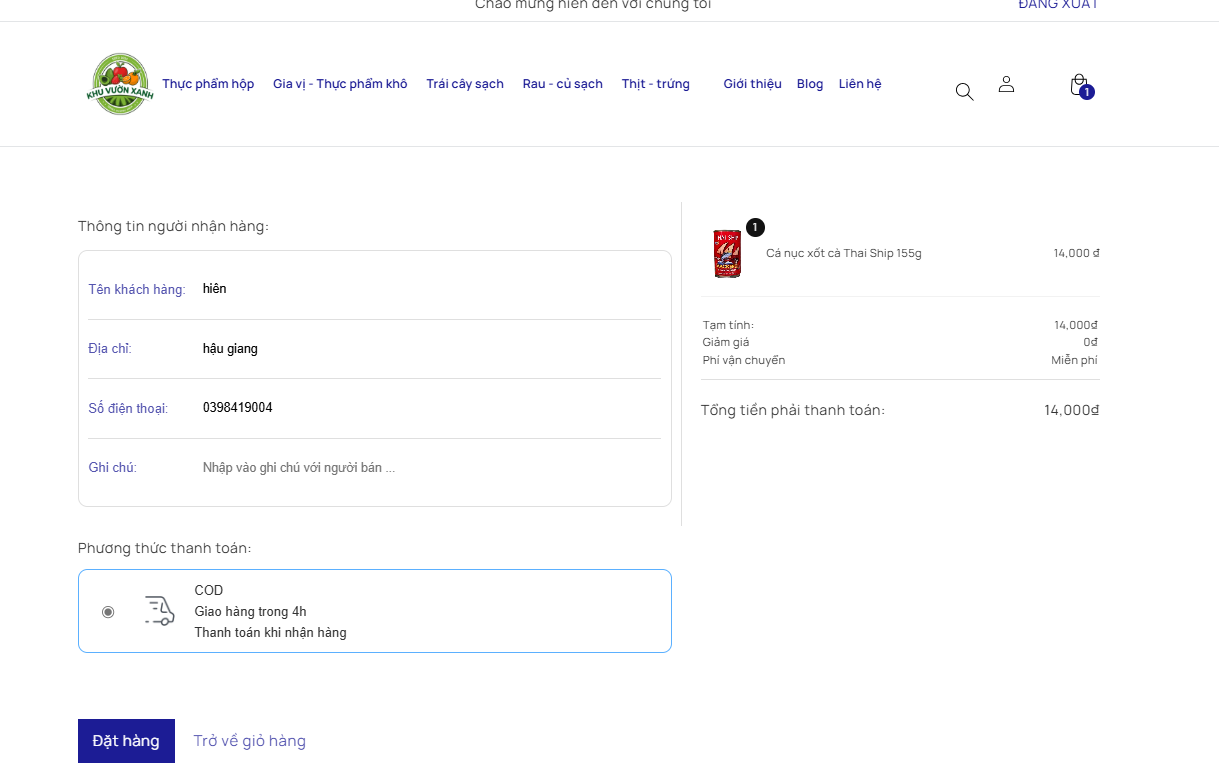 Chào mừng hiên đến với chúng tôi
ĐĂNG XUẤT
KHU VƯỜN XANH
Thực phẩm hộp
Gia vị - Thực phẩm khô
Trái cây sạch
Rau - củ sạch
Thịt - trứng
Giới thiệu
Blog
Liên hệ
1
Thông tin người nhận hàng:
Tên khách hàng: hiên
Địa chỉ: hậu giang
Số điện thoại: 0398419004
Ghi chú: Nhập vào ghi chú với người bán ...
Phương thức thanh toán:
COD
Giao hàng trong 4h
Thanh toán khi nhận hàng
Đặt hàng
Trở về giỏ hàng
1
Cá nục xốt cà Thai Ship 155g 14,000 đ
Tạm tính: 14,000đ
Giảm giá 0đ
Phí vận chuyển Miễn phí
Tổng tiền phải thanh toán: 14,000đ